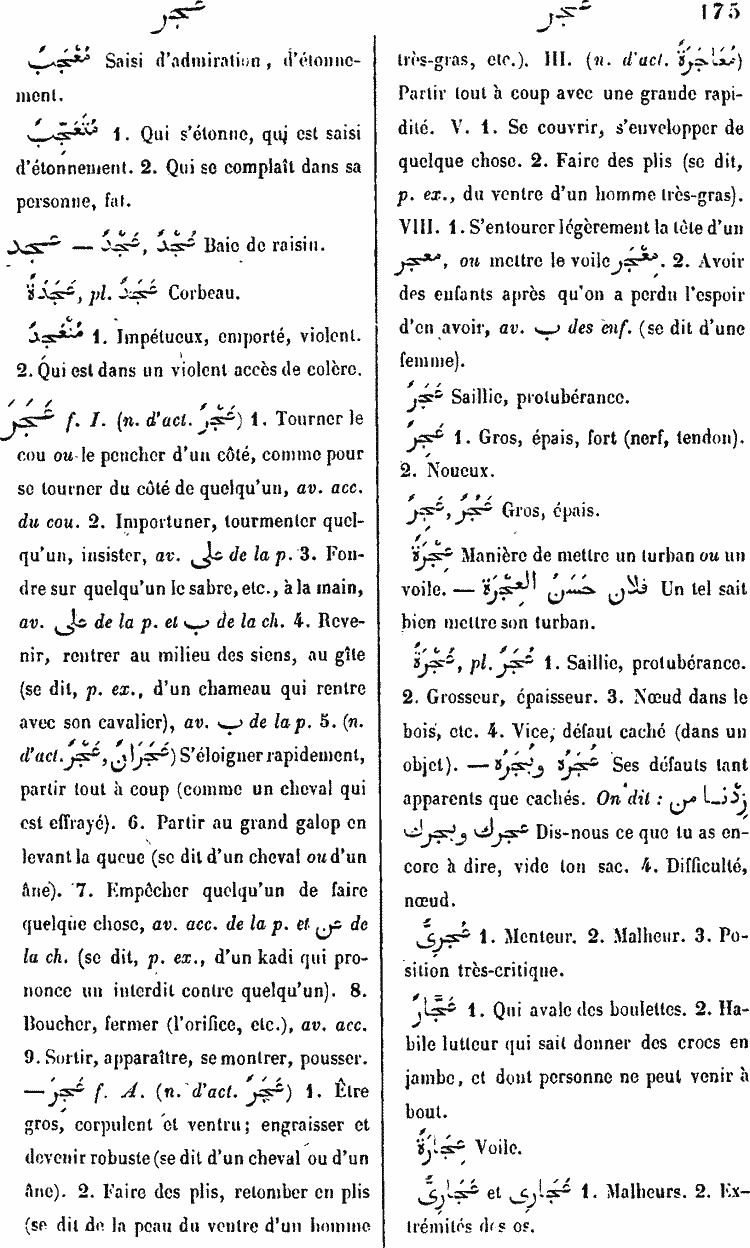 عجر
عجر
175
مُعْجَبٌ Saisi d'admiration, d'étonne-
ment.
مُتَعَجِّبٌ 1. Qui s'étonne, qui est saisi
d'étonnement. 2. Qui se complaît dans sa
personne, fat.
عجد — عَجْدٌ, عُجْدٌ Baie de raisin.
عَجَدَةٌ, pl. عَجَدٌ Corbeau.
مُنْعَجِدٌ 1. Impétueux, emporté, violent.
2. Qui est dans un violent accès de colère.
عَجَرَ f. I. (n. d'act. عَجْرٌ) 1. Tourner le
cou ou le pencher d'un côté, comme pour
se tourner du côté de quelqu'un, av. acc.
du cou. 2. Importuner, tourmenter quel-
qu'un, insister, av. على de la p. 3. Fon-
dre sur quelqu'un le sabre, etc., à la main,
av. على de la p. et ب de la ch. 4. Reve-
nir, rentrer au milieu des siens, au gîte
(se dit, p. ex., d'un chameau qui rentre
avec son cavalier), av. ب de la p. 5. (n.
d'act. عَجْرٌ, عَجَرَانٌ) S'éloigner rapidement,
partir tout à coup (comme un cheval qui
est effrayé). 6. Partir au grand galop en
levant la queue (se dit d'un cheval ou d'un
âne). 7. Empêcher quelqu'un de faire
quelque chose, av. acc. de la p. et عن de
la ch. (se dit, p. ex., d'un kadi qui pro-
nonce un interdit contre quelqu'un). 8.
Boucher, fermer (l'orifice, etc.), av. acc.
9. Sortir, apparaître, se montrer, pousser.
— عَجِرَ f. A. (n. d'act. عَجَرٌ) 1. Être
gros, corpulent et ventru; engraisser et
devenir robuste (se dit d'un cheval ou d'un
âne). 2. Faire des plis, retomber en plis
(se dit de la peau du ventre d'un homme
très-gras, etc.). III. (n. d'act. مُعَاجَرَةٌ)
Partir tout à coup avec une grande rapi-
dité. V. 1. Se couvrir, s'envelopper de
quelque chose. 2. Faire des plis (se dit,
p. ex., du ventre d'un homme très-gras).
VIII. 1. S'entourer légèrement la tête d'un
معجر, ou mettre le voile مِعْجَر. 2. Avoir
des enfants après qu'on a perdu l'espoir
d'en avoir, av. ب des enf. (se dit d'une
femme).
عَجَرٌ Saillie, protubérance.
عَجِرٌ 1. Gros, épais, fort (nerf, tendon).
2. Noueux.
عَجِرٌ, عَجُرٌ Gros, épais.
عِجْرَةٌ Manière de mettre un turban ou un
voile. — فلان حَسَنُ العِجْرَة Un tel sait
bien mettre son turban.
عُجْرَةٌ, pl. عُجَرٌ 1. Saillie, protubérance.
2. Grosseur, épaisseur. 3. Nœud dans le
bois, etc. 4. Vice, défaut caché (dans un
objet). — عُجَرُهُ وبُجَرُهُ Ses défauts tant
apparents que cachés. On dit : زِدْنا من
عجرك وبجرك Dis-nous ce que tu as en-
core à dire, vide ton sac. 4. Difficulté,
nœud.
عُجْرِىٌّ 1. Menteur. 2. Malheur. 3. Po-
sition très-critique.
عَجَّارٌ 1. Qui avale des boulettes. 2. Ha-
bile lutteur qui sait donner des crocs en
jambe, et dont personne ne peut venir à
bout.
عِجَارَةٌ Voile.
عَجَارِىُّ et عَجَارِى 1. Malheurs. 2. Ex-
trémités des os.